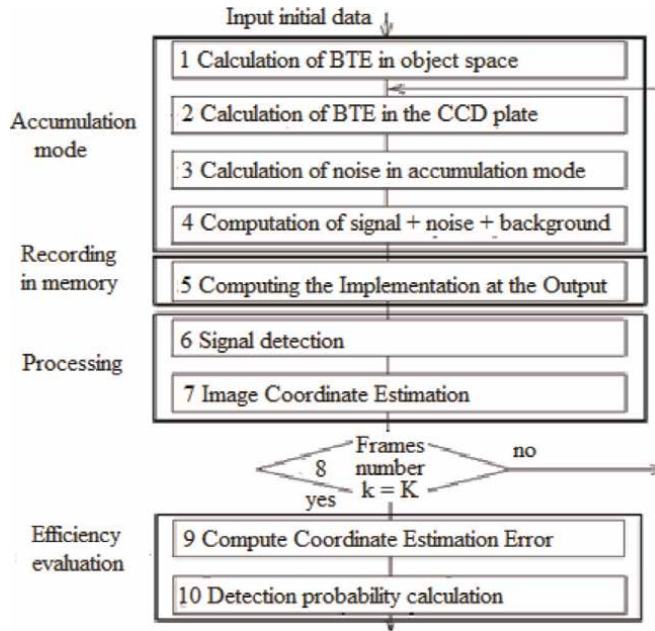 Input initial data
Accumulation
mode
1 Calculation of BTE in object space
2 Calculation of BTE in the CCD plate
3 Calculation of noise in accumulation mode
4 Computation of signal + noise + background
Recording
in memory
5 Computing the Implementation at the Output
Processing
6 Signal detection
7 Image Coordinate Estimation
8
Frames
number
k = K
no
yes
Efficiency
evaluation
9 Compute Coordinate Estimation Error
10 Detection probability calculation